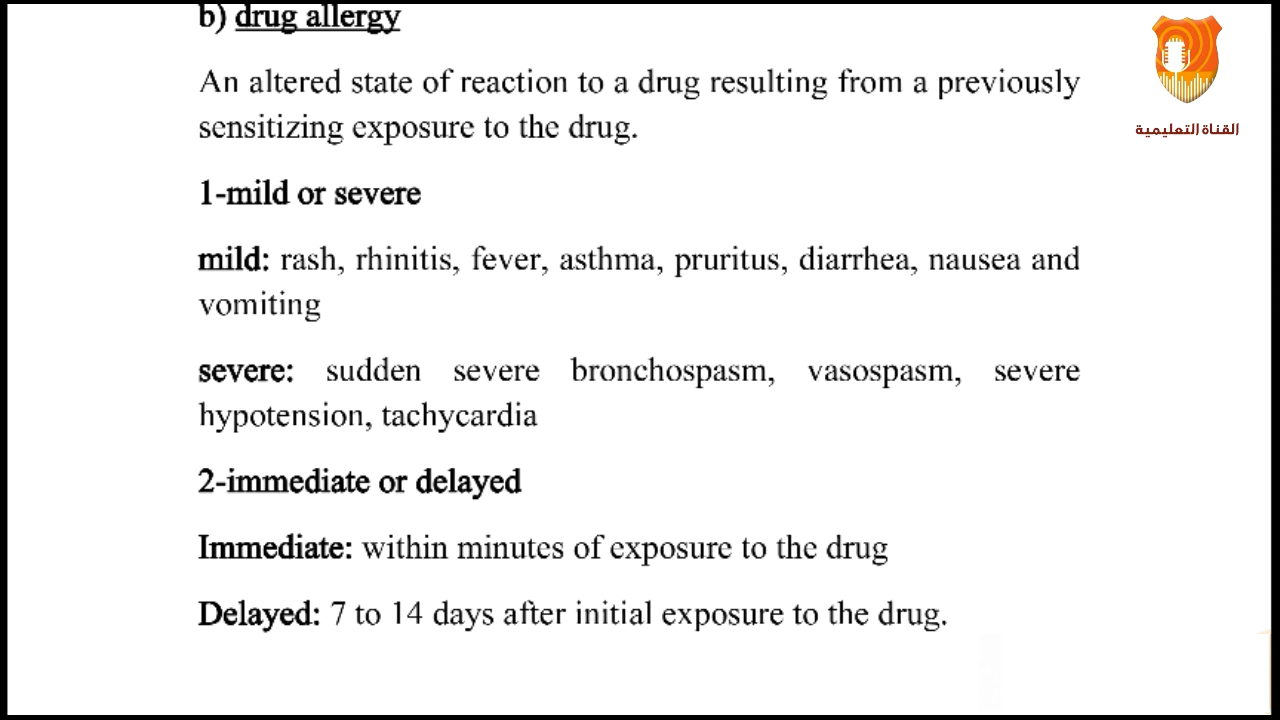 b) drug allergy
القناة التعليمية
An altered state of reaction to a drug resulting from a previously
sensitizing exposure to the drug.
1-mild or severe
mild: rash, rhinitis, fever, asthma, pruritus, diarrhea, nausea and
vomiting
severe: sudden severe bronchospasm, vasospasm, severe
hypotension, tachycardia
2-immediate or delayed
Immediate: within minutes of exposure to the drug
Delayed: 7 to 14 days after initial exposure to the drug.